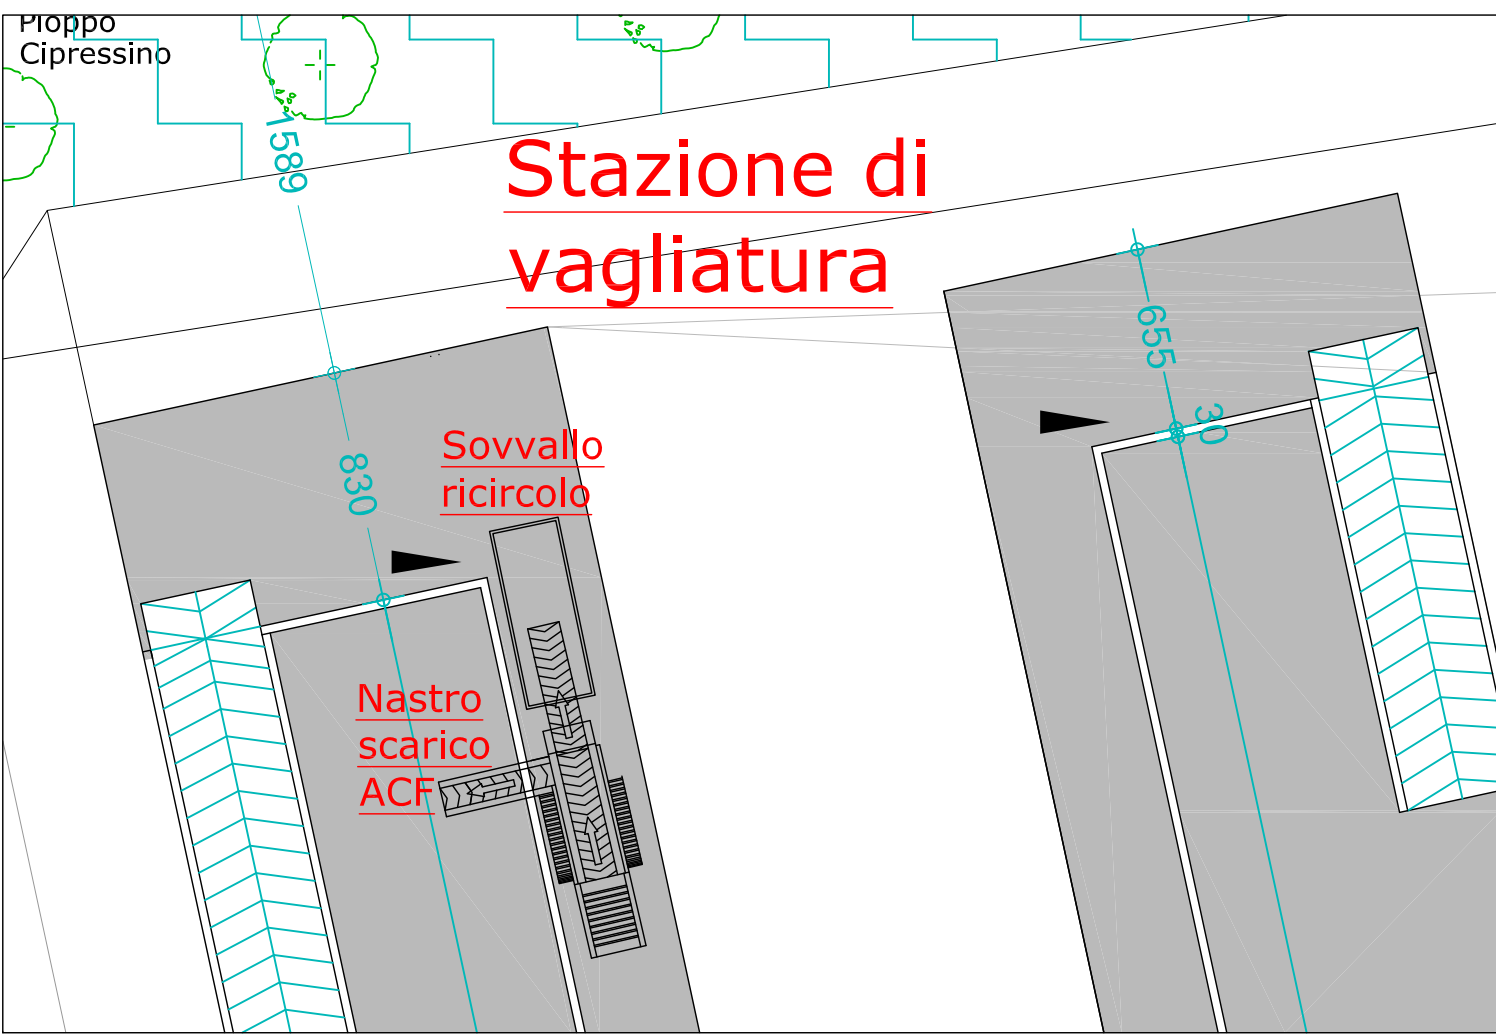 Pioppo
Cipressino
1589
Stazione di
vagliatura
655
30
830
Sovvallo
ricircolo
Nastro
scarico
ACF